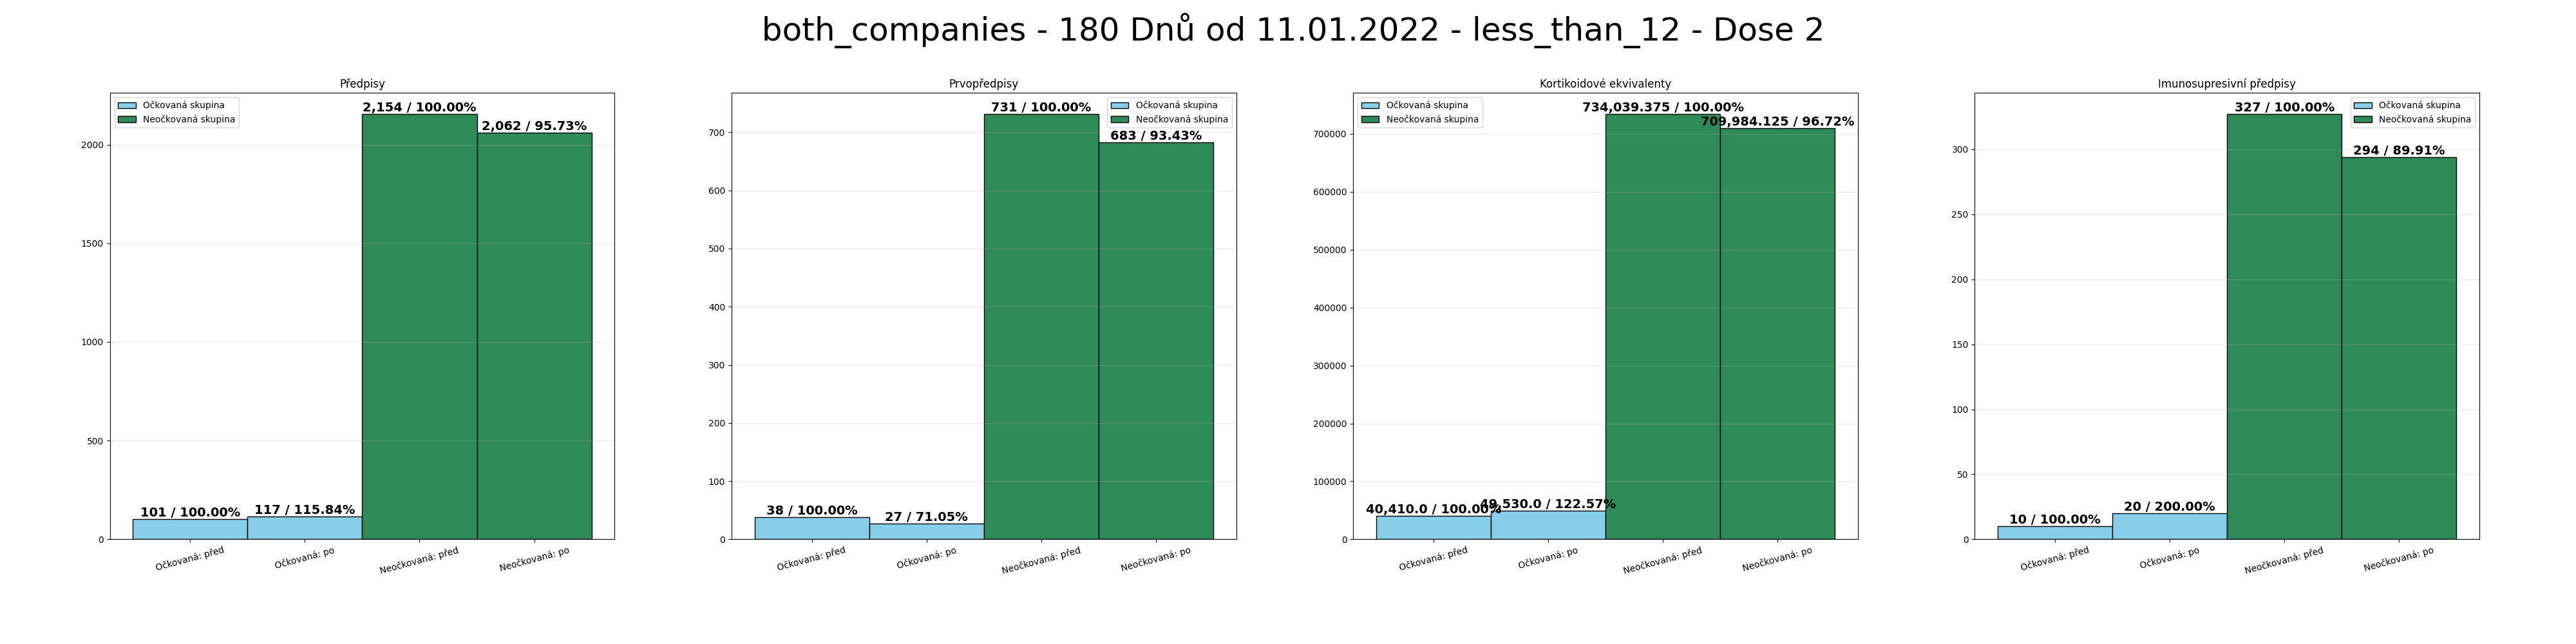 both_companies - 180 Dnů od 11.01.2022 - less_than_12 - Dose 2
Předpisy
Očkovaná skupina
Neočkovaná skupina
2,154 / 100.00%
2,062 / 95.73%
101 / 100.00%
117 / 115.84%
2000
1500
1000
500
0
Očkovaná: před
Očkovaná: po
Neočkovaná: před
Neočkovaná: po
Prvopředpisy
Očkovaná skupina
Neočkovaná skupina
731 / 100.00%
683 / 93.43%
38 / 100.00%
27 / 71.05%
700
600
500
400
300
200
100
0
Očkovaná: před
Očkovaná: po
Neočkovaná: před
Neočkovaná: po
Kortikoidové ekvivalenty
Očkovaná skupina
Neočkovaná skupina
734,039.375 / 100.00%
709,984.125 / 96.72%
40,410.0 / 100.00%
49,530.0 / 122.57%
700000
600000
500000
400000
300000
200000
100000
0
Očkovaná: před
Očkovaná: po
Neočkovaná: před
Neočkovaná: po
Imunosupresivní předpisy
Očkovaná skupina
Neočkovaná skupina
327 / 100.00%
294 / 89.91%
10 / 100.00%
20 / 200.00%
300
250
200
150
100
50
0
Očkovaná: před
Očkovaná: po
Neočkovaná: před
Neočkovaná: po